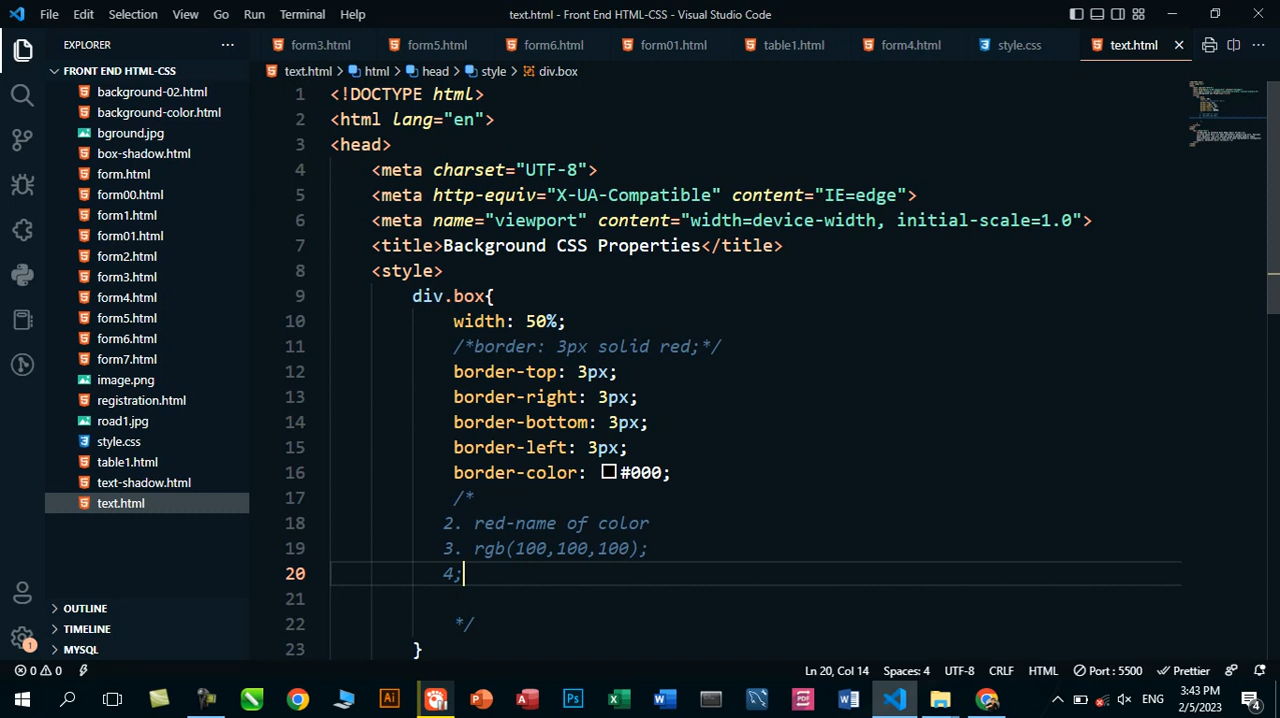 File Edit Selection View Go Run Terminal Help
text.html - Front End HTML-CSS - Visual Studio Code
EXPLORER
form3.html form5.html form6.html form01.html table1.html form4.html style.css text.html
FRONT END HTML-CSS
text.html > html > head > style > div.box
background-02.html
background-color.html
bground.jpg
box-shadow.html
form.html
form00.html
form1.html
form01.html
form2.html
form3.html
form4.html
form5.html
form6.html
form7.html
image.png
registration.html
road1.jpg
style.css
table1.html
text-shadow.html
text.html
OUTLINE
TIMELINE
MYSQL
1 <!DOCTYPE html>
2 <html lang="en">
3 <head>
4 <meta charset="UTF-8">
5 <meta http-equiv="X-UA-Compatible" content="IE=edge">
6 <meta name="viewport" content="width=device-width, initial-scale=1.0">
7 <title>Background CSS Properties</title>
8 <style>
9 div.box{
10 width: 50%;
11 /*border: 3px solid red;*/
12 border-top: 3px;
13 border-right: 3px;
14 border-bottom: 3px;
15 border-left: 3px;
16 border-color: #000;
17 /*
18 2. red-name of color
19 3. rgb(100,100,100);
20 4;
21
22 */
23 }
1
0 0 Ln 20, Col 14 Spaces: 4 UTF-8 CRLF HTML Port : 5500 Prettier
Ai Ps PDF ENG
3:43 PM
2/5/2023
4